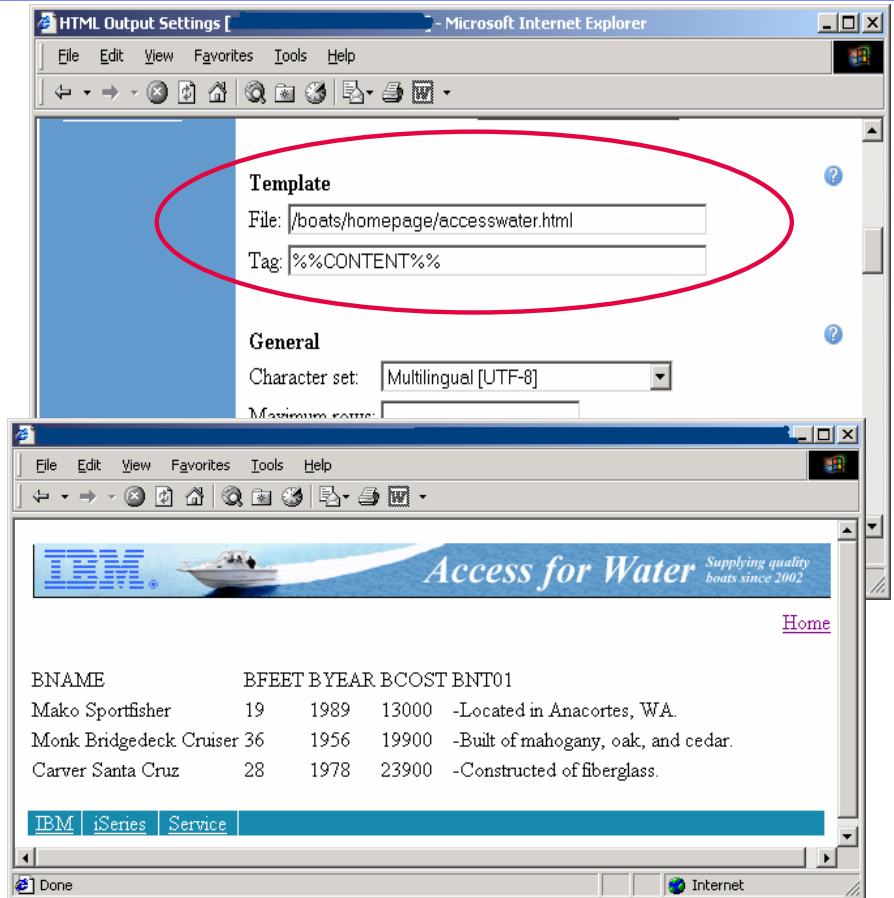 HTML Output Settings [ ] - Microsoft Internet Explorer
File Edit View Favorites Tools Help
Template
File: /boats/homepage/accesswater.html
Tag: %%CONTENT%%
General
Character set: Multilingual [UTF-8]
Maximum rows:
File Edit View Favorites Tools Help
IBM. Access for Water Supplying quality
boats since 2002
Home
BNAME BFEET BYEAR BCOST BNT01
Mako Sportfisher 19 1989 13000 -Located in Anacortes, WA.
Monk Bridgedeck Cruiser 36 1956 19900 -Built of mahogany, oak, and cedar.
Carver Santa Cruz 28 1978 23900 -Constructed of fiberglass.
IBM iSeries Service
Done Internet